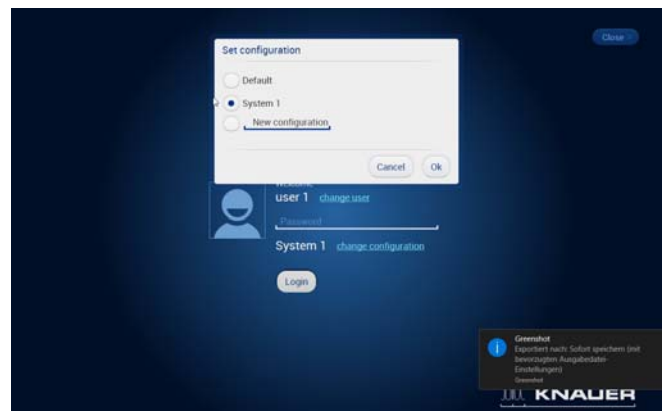 Close
Set configuration
Default
System 1
New configuration
Cancel Ok
Welcome
user 1 change user
Password
System 1 change configuration
Login
Greenshot
Exportiert nach: Sofort speichern (mit
bevorzugten Ausgabedatei-
Einstellungen)
Greenshot
KNAUER